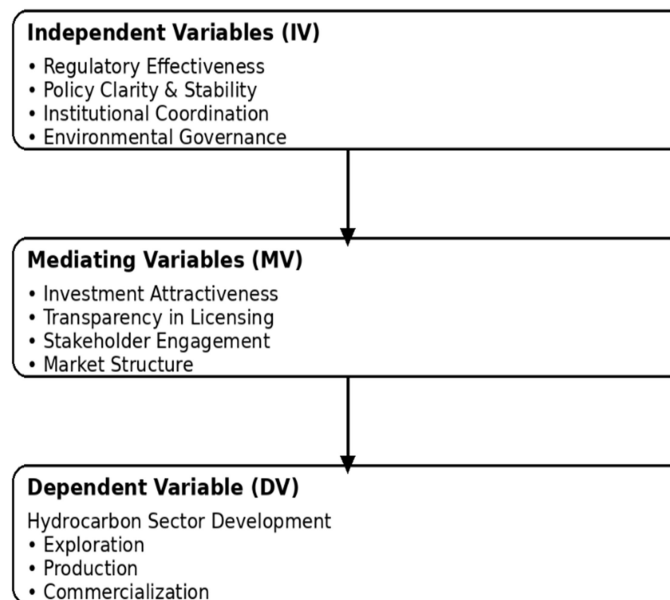 Independent Variables (IV)
• Regulatory Effectiveness
• Policy Clarity & Stability
• Institutional Coordination
• Environmental Governance
Mediating Variables (MV)
• Investment Attractiveness
• Transparency in Licensing
• Stakeholder Engagement
• Market Structure
Dependent Variable (DV)
Hydrocarbon Sector Development
• Exploration
• Production
• Commercialization